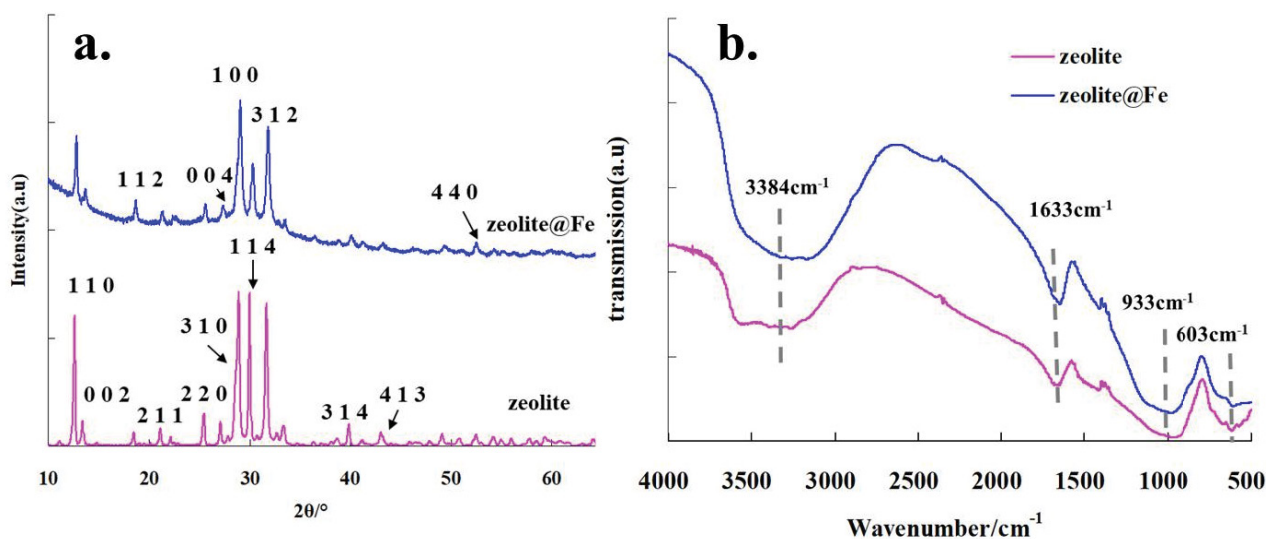 a.
1 0 0
3 1 2
1 1 2
0 0 4
4 4 0
zeolite@Fe
1 1 4
1 1 0
3 1 0
0 0 2
2 1 1
2 2 0
3 1 4
4 1 3
zeolite
Intensity(a.u)
10 20 30 40 50 60
2θ/°
b.
zeolite
zeolite@Fe
3384cm-1
1633cm-1
933cm-1
603cm-1
transmission(a.u)
4000 3500 3000 2500 2000 1500 1000 500
Wavenumber/cm-1